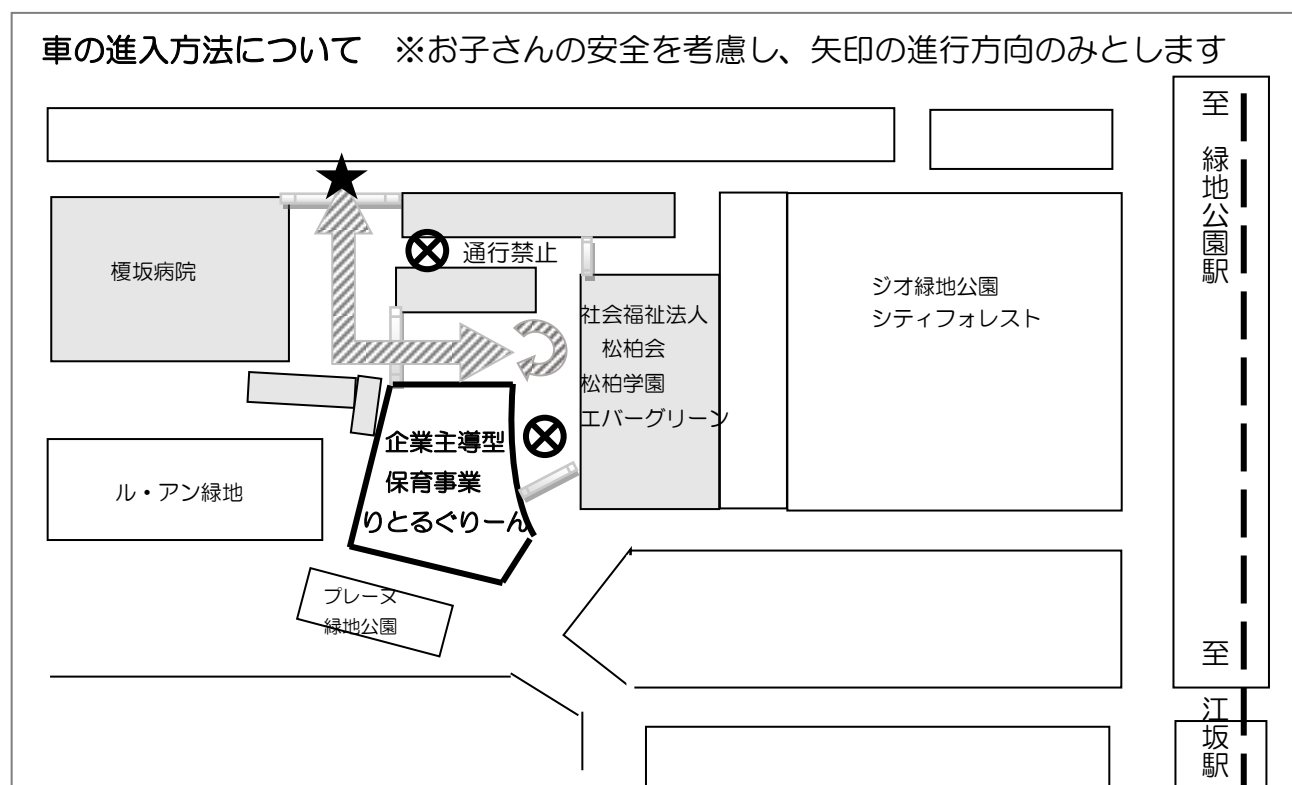 車の進入方法について ※お子さんの安全を考慮し、矢印の進行方向のみとします
至 緑地公園駅
通行禁止
榎坂病院
ジオ緑地公園
シティフォレスト
社会福祉法人
松柏会
松柏学園
エバーグリーン
企業主導型
保育事業
りとるぐりーん
ル・アン緑地
プレーヌ
緑地公園
至 江坂駅